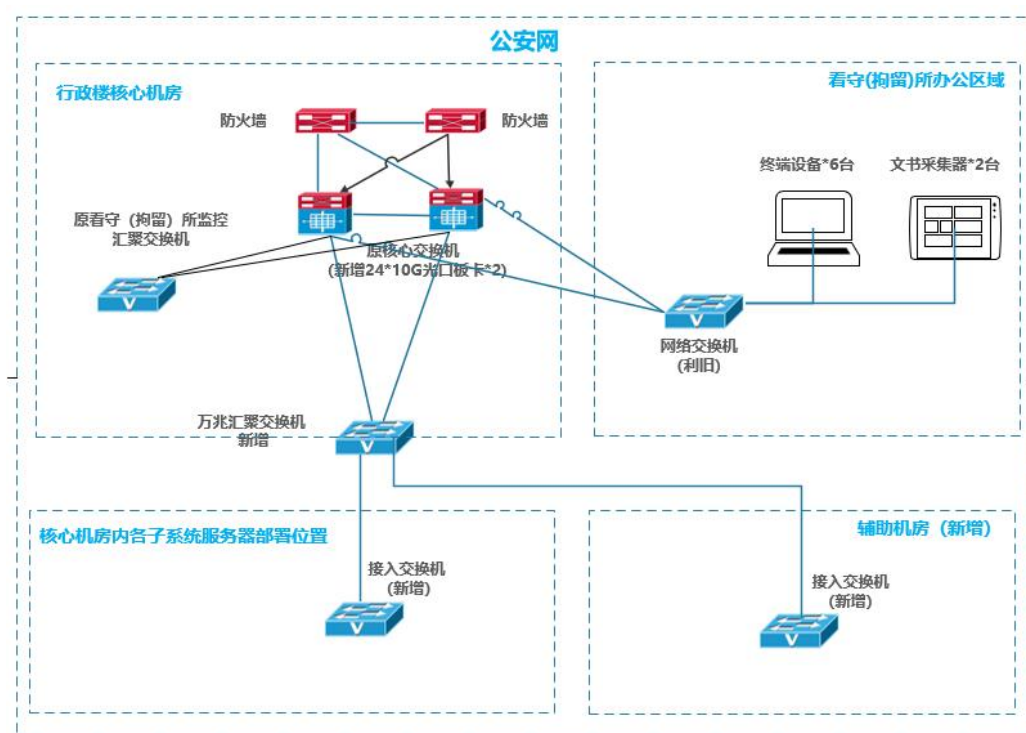 公安网
行政楼核心机房
看守(拘留)所办公区域
防火墙
防火墙
终端设备*6台
文书采集器*2台
原看守（拘留）所监控
汇聚交换机
原核心交换机
(新增24*10G光口板卡*2)
网络交换机
(利旧)
万兆汇聚交换机
新增
核心机房内各子系统服务器部署位置
辅助机房（新增）
接入交换机
(新增)
接入交换机
(新增)